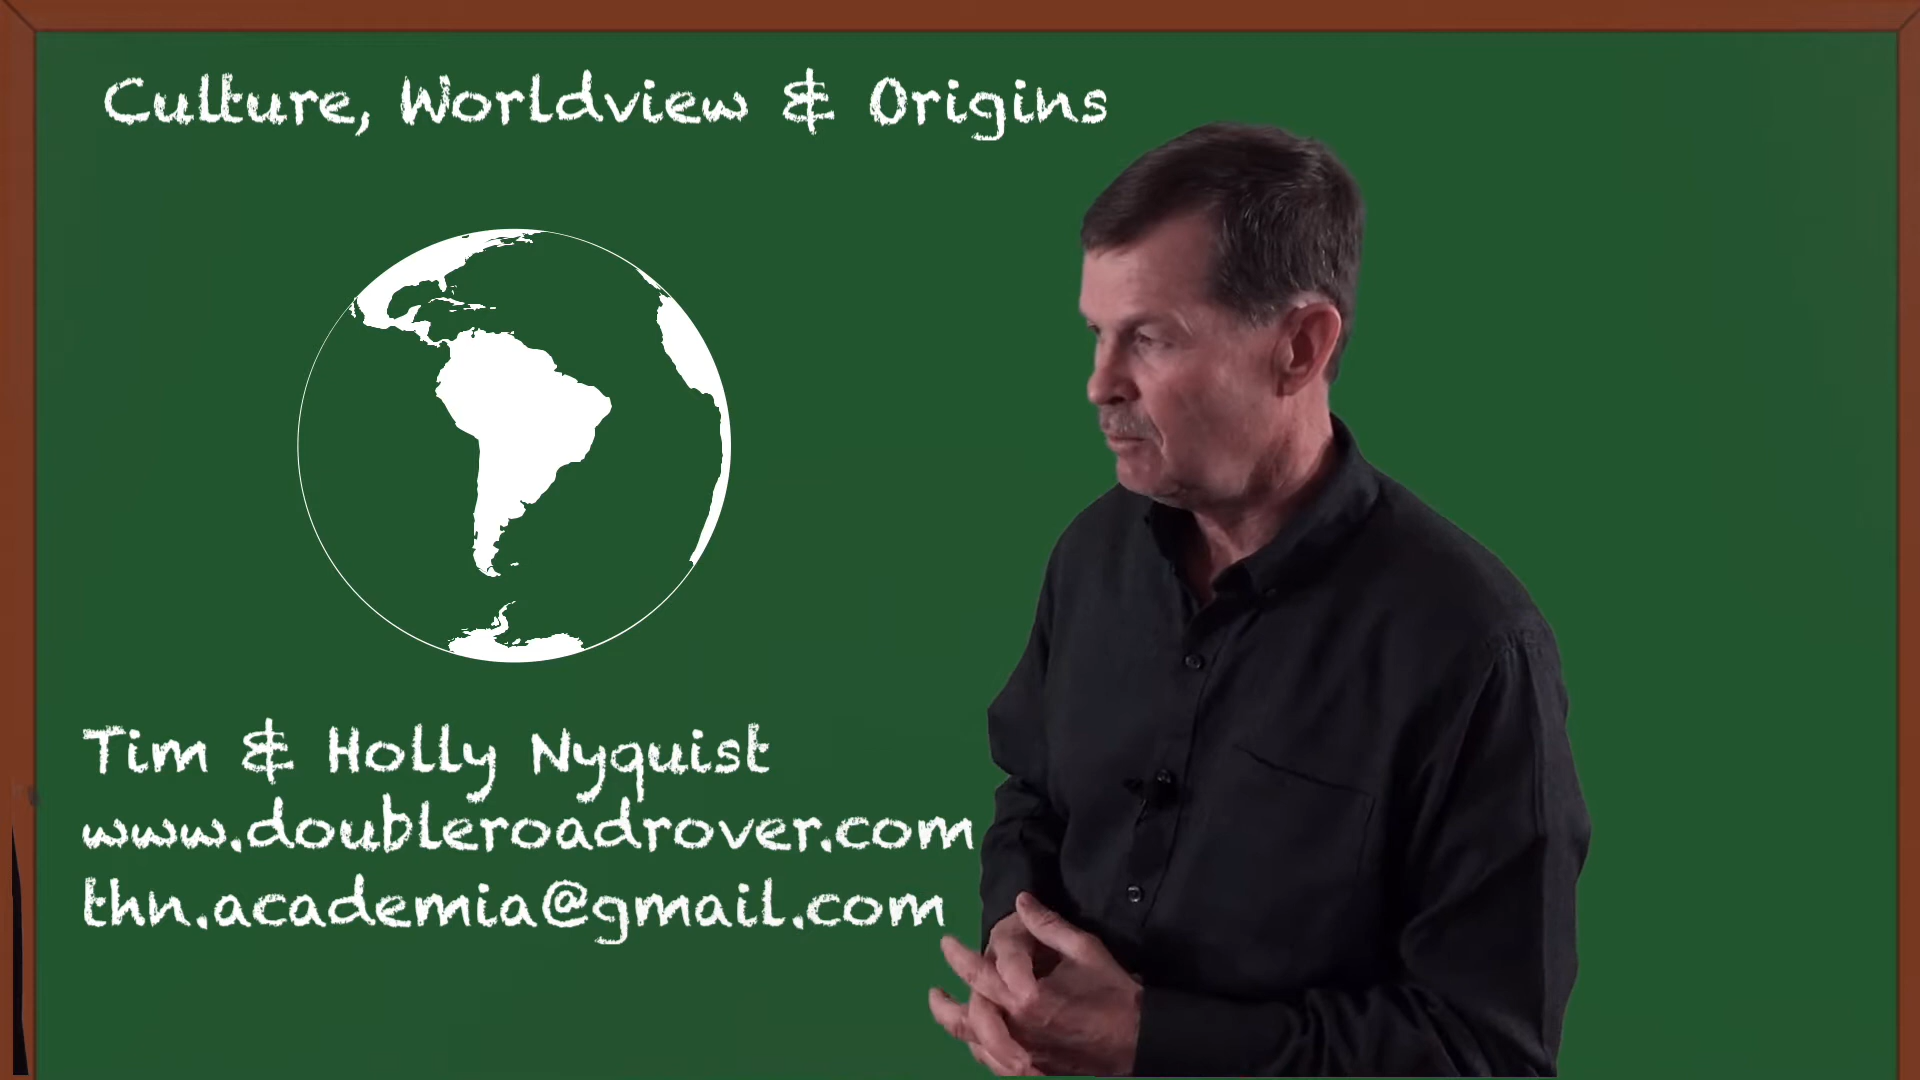 Culture, Worldview & Origins
Tim & Holly Nyquist
www.doubleroadrover.com
thn.academia@gmail.com